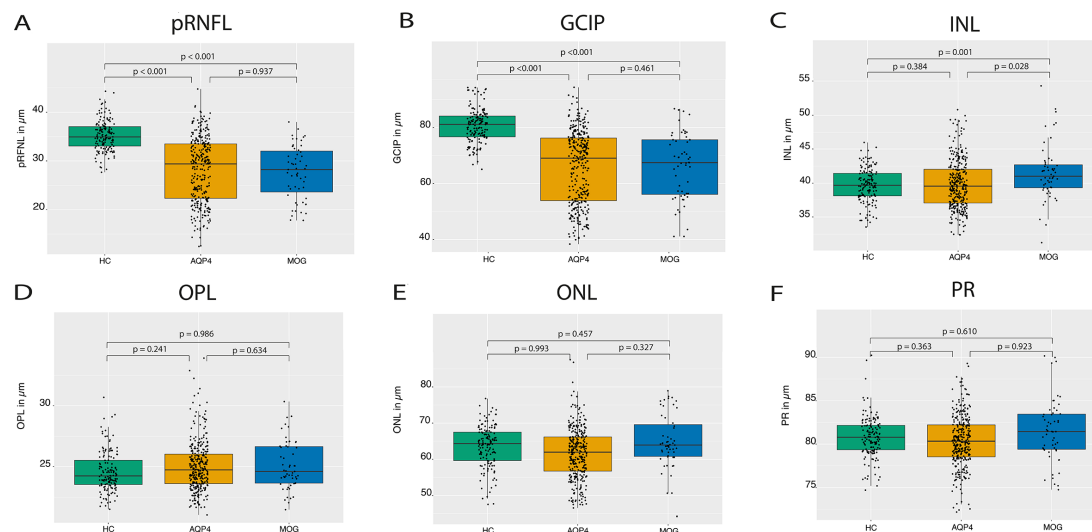 A
pRNFL
p < 0.001
p < 0.001
p = 0.937
pRFNL in µm
40
30
20
HC
AQP4
MOG
B
GCIP
p <0.001
p <0.001
p = 0.461
GCIP in µm
80
60
40
HC
AQP4
MOG
C
INL
p = 0.001
p = 0.384
p = 0.028
INL in µm
55
50
45
40
35
HC
AQP4
MOG
D
OPL
p = 0.986
p = 0.241
p = 0.634
OPL in µm
30
25
HC
AQP4
MOG
E
ONL
p = 0.457
p = 0.993
p = 0.327
ONL in µm
80
70
60
50
HC
AQP4
MOG
F
PR
p = 0.610
p = 0.363
p = 0.923
PR in µm
90
85
80
75
HC
AQP4
MOG